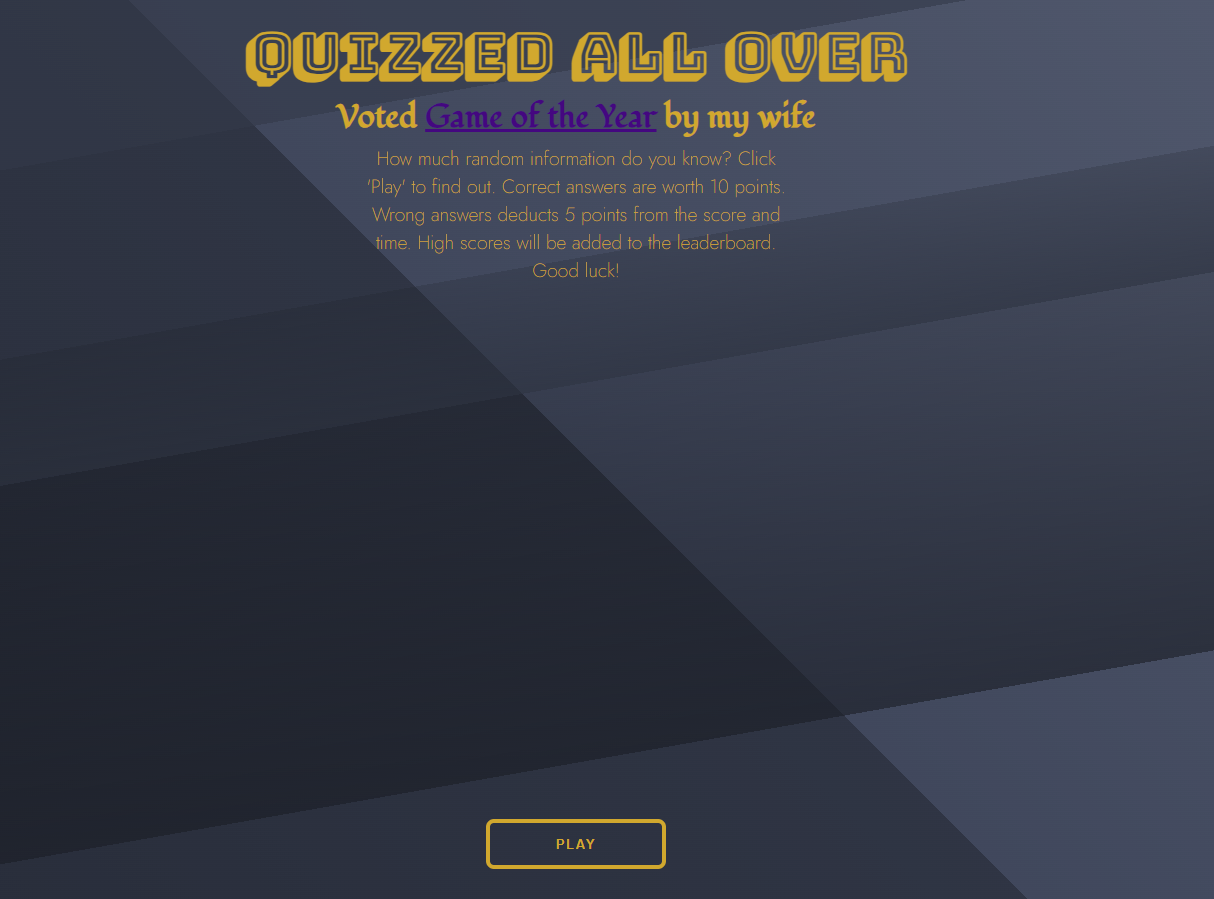 QUIZZED ALL OVER
Voted Game of the Year by my wife
How much random information do you know? Click
'Play' to find out. Correct answers are worth 10 points.
Wrong answers deducts 5 points from the score and
time. High scores will be added to the leaderboard.
Good luck!
PLAY